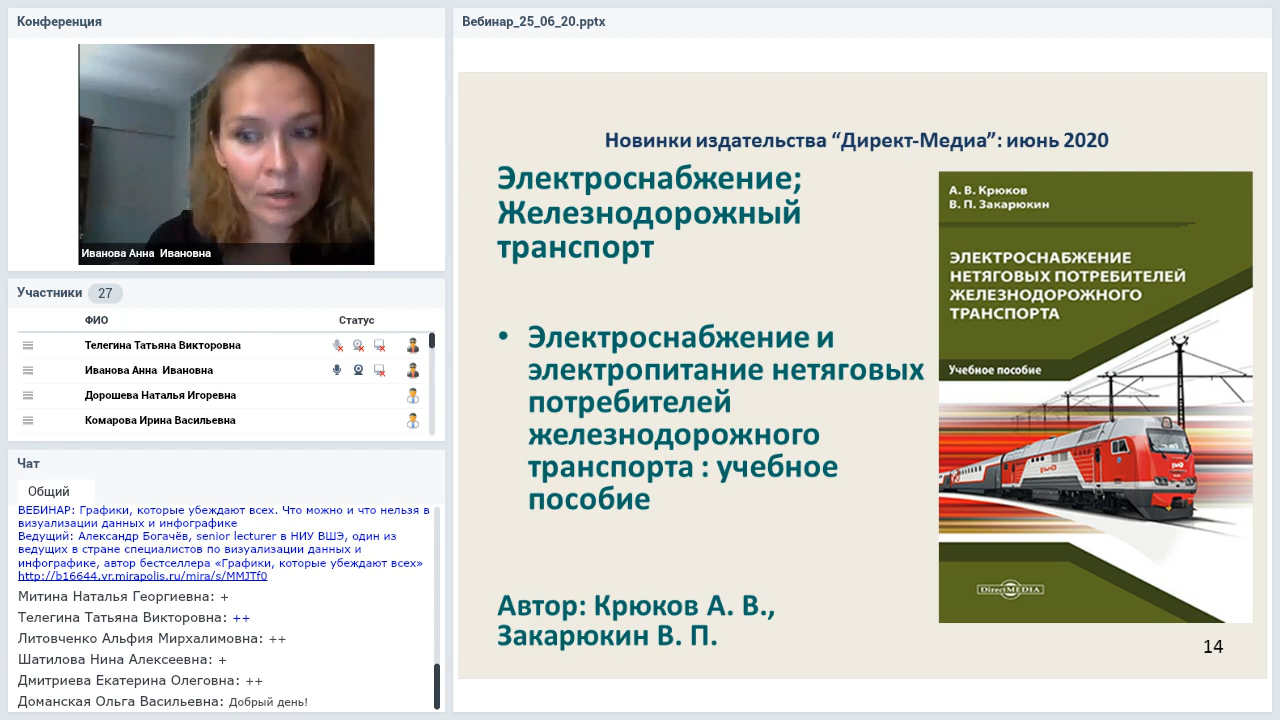 Конференция
Иванова Анна Ивановна
Участники 27
ФИО Статус
Телегина Татьяна Викторовна
Иванова Анна Ивановна
Дорошева Наталья Игоревна
Комарова Ирина Васильевна
Чат
Общий
ВЕБИНАР: Графики, которые убеждают всех. Что можно и что нельзя в
визуализации данных и инфографике
Ведущий: Александр Богачёв, senior lecturer в НИУ ВШЭ, один из
ведущих в стране специалистов по визуализации данных и
инфографике, автор бестселлера «Графики, которые убеждают всех»
http://b16644.vr.mirapolis.ru/mira/s/MMJTf0
Митина Наталья Георгиевна: +
Телегина Татьяна Викторовна: ++
Литовченко Альфия Мирхалимовна: ++
Шатилова Нина Алексеевна: +
Дмитриева Екатерина Олеговна: ++
Доманская Ольга Васильевна: Добрый день!
Вебинар_25_06_20.pptx
Новинки издательства “Директ-Медиа”: июнь 2020
Электроснабжение;
Железнодорожный
транспорт
• Электроснабжение и
электропитание нетяговых
потребителей
железнодорожного
транспорта : учебное
пособие
Автор: Крюков А. В.,
Закарюкин В. П.
А. В. Крюков
В. П. Закарюкин
ЭЛЕКТРОСНАБЖЕНИЕ
НЕТЯГОВЫХ ПОТРЕБИТЕЛЕЙ
ЖЕЛЕЗНОДОРОЖНОГО
ТРАНСПОРТА
Учебное пособие
DirectMEDIA
14